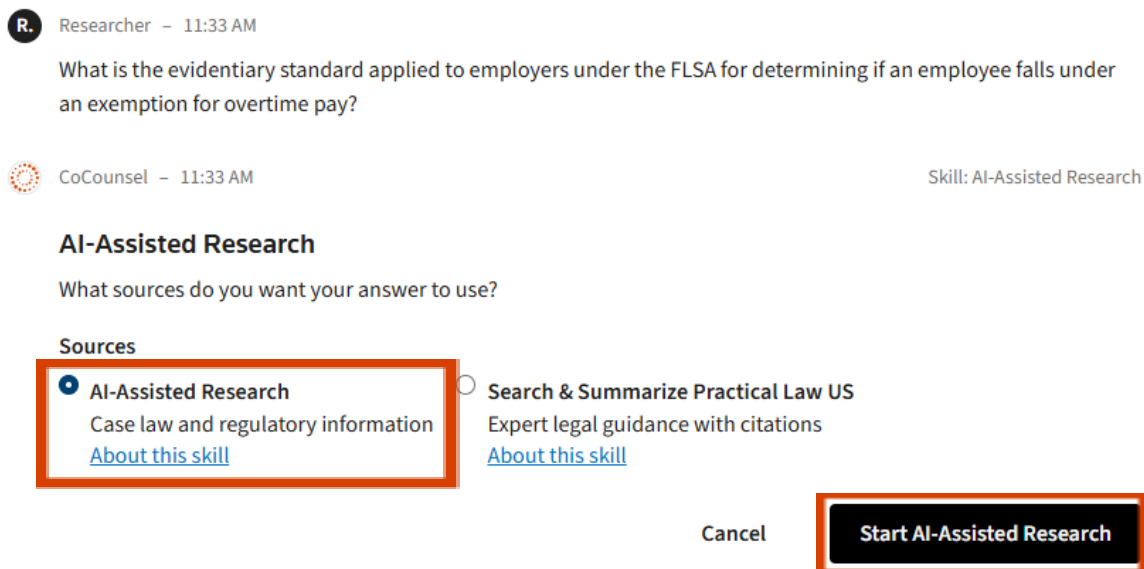 R. Researcher – 11:33 AM
What is the evidentiary standard applied to employers under the FLSA for determining if an employee falls under
an exemption for overtime pay?
CoCounsel – 11:33 AM Skill: AI-Assisted Research
AI-Assisted Research
What sources do you want your answer to use?
Sources
AI-Assisted Research
Case law and regulatory information
About this skill
Search & Summarize Practical Law US
Expert legal guidance with citations
About this skill
Cancel
Start AI-Assisted Research